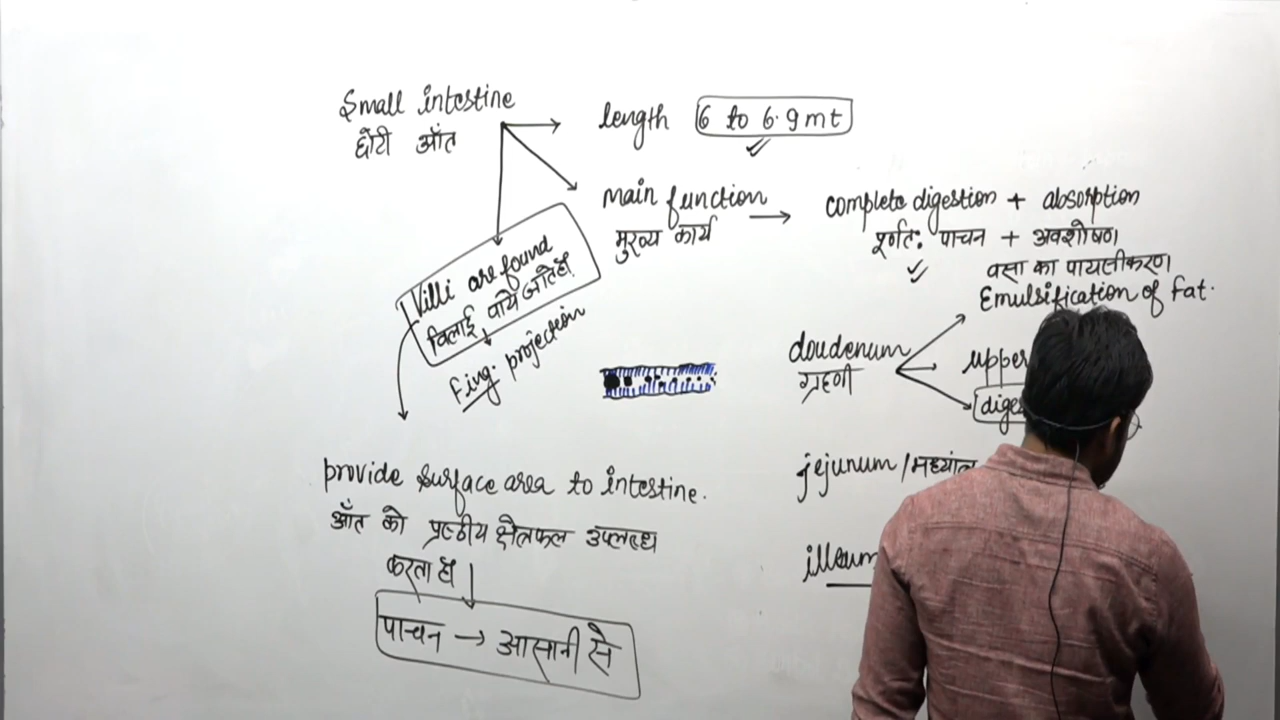 Small intestine
छोटी आँत
length 6 to 6.9 mt
main function
मुख्य कार्य
complete digestion + absorption
पूर्णतः पाचन + अवशोषण
वसा का पायसीकरण
Emulsification of fat.
Villi are found
विलाई पाये जाते हैं
Fing. projection
doudenum
ग्रहणी
upper
diges
jejunum / मध्यांत्र
illeum
provide surface area to intestine.
आँत को प्रष्ठीय क्षेत्रफल उपलब्ध
करता है
पाचन → आसानी से